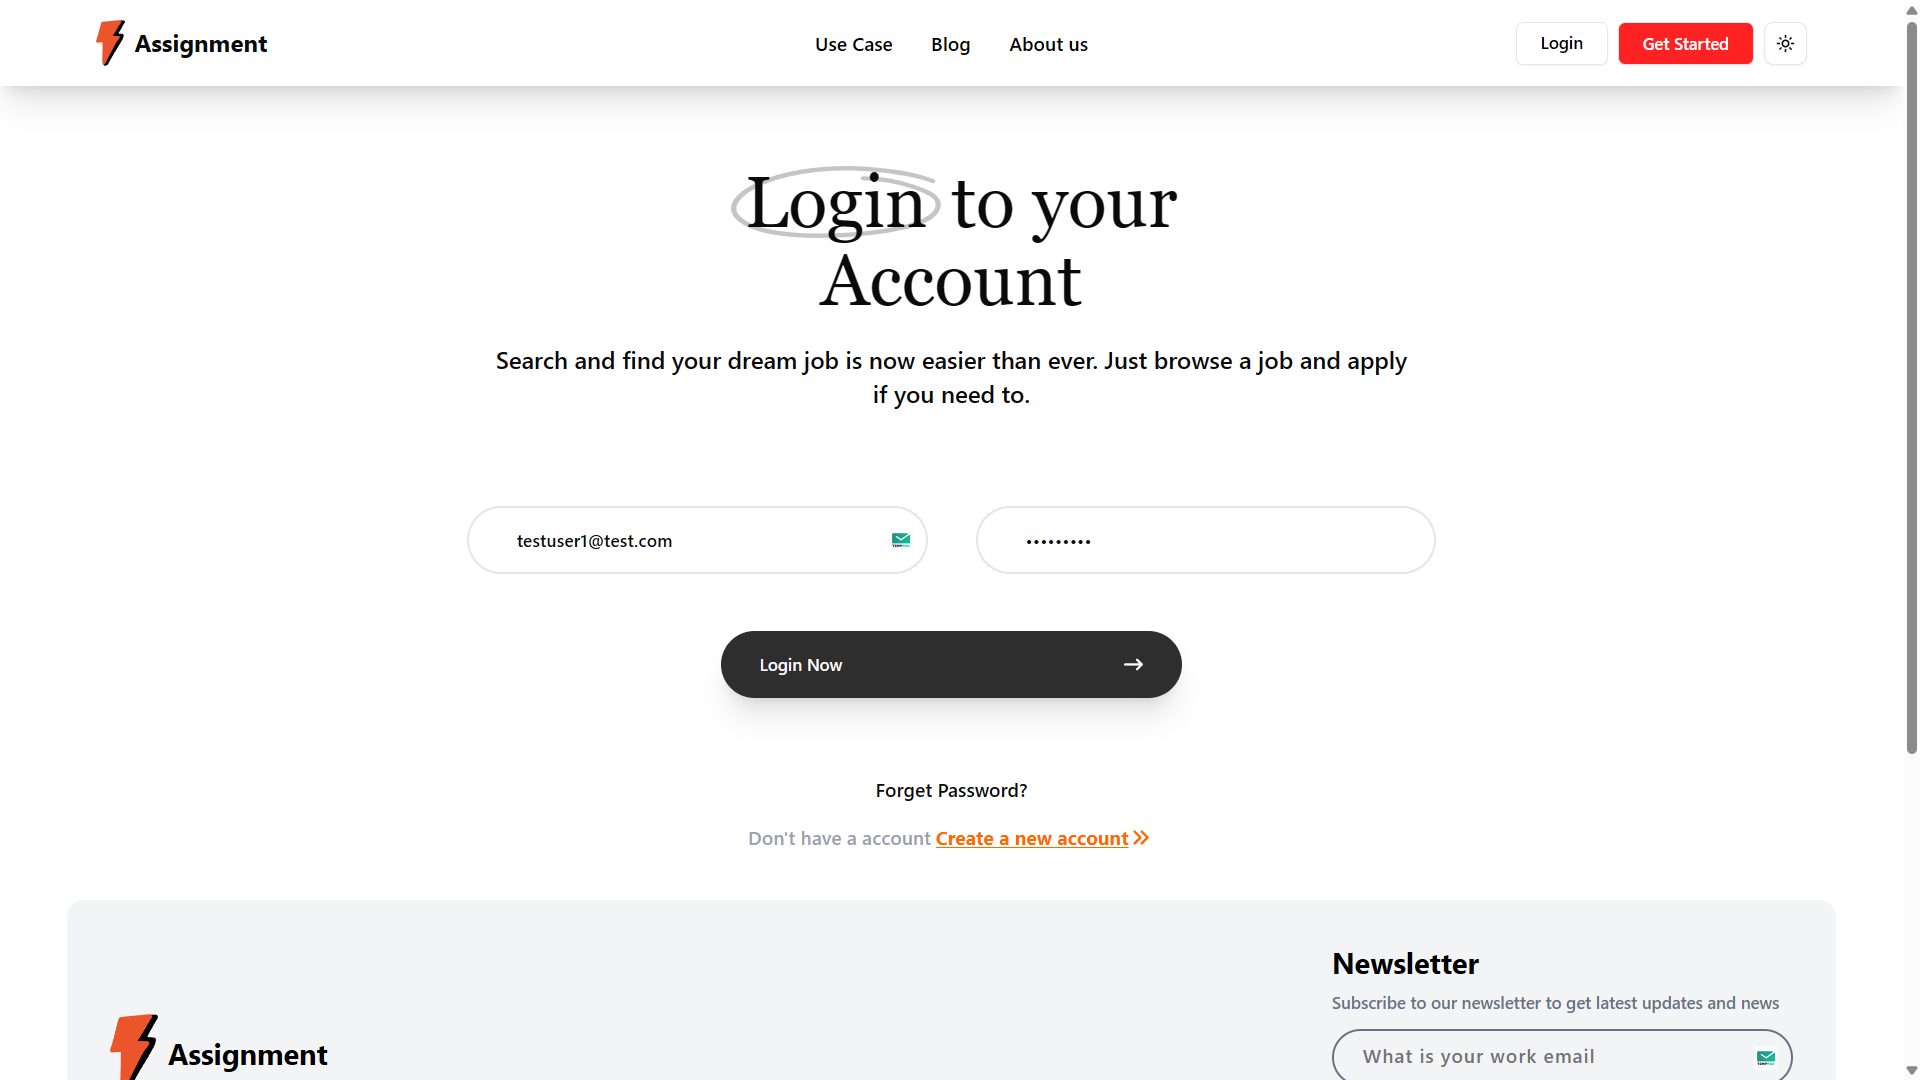 Assignment
Use Case
Blog
About us
Login
Get Started
Login to your
Account
Search and find your dream job is now easier than ever. Just browse a job and apply
if you need to.
testuser1@test.com
•••••••••
Login Now
Forget Password?
Don't have a account Create a new account
Newsletter
Subscribe to our newsletter to get latest updates and news
What is your work email
Assignment